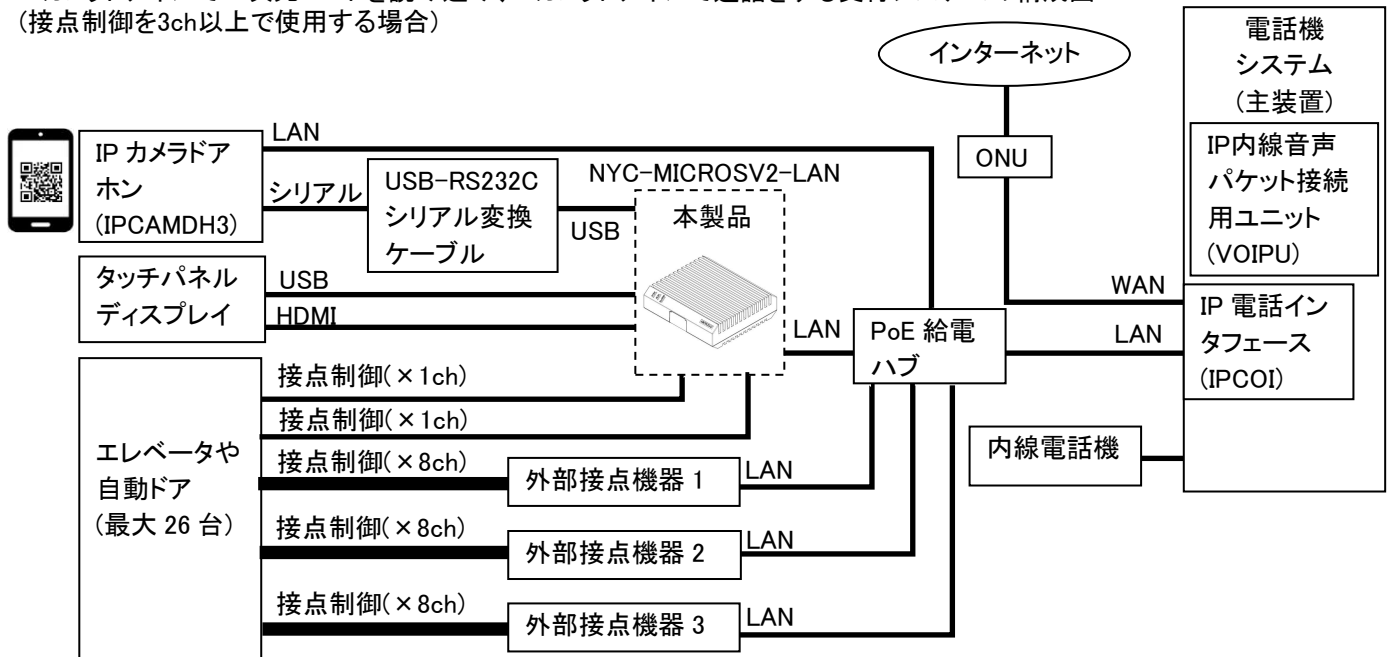 (接点制御を3ch以上で使用する場合)
インターネット
電話機
システム
(主装置)
IP内線音声
パケット接続
用ユニット
(VOIPU)
ONU
LAN
IP カメラドア
ホン
(IPCAMDH3)
シリアル
USB-RS232C
シリアル変換
ケーブル
NYC-MICROSV2-LAN
USB
本製品
タッチパネル
ディスプレイ
USB
HDMI
WAN
LAN
PoE 給電
ハブ
LAN
IP 電話イン
タフェース
(IPCOI)
接点制御(×1ch)
接点制御(×1ch)
エレベータや
自動ドア
(最大 26 台)
接点制御(×8ch)
外部接点機器 1
LAN
内線電話機
接点制御(×8ch)
外部接点機器 2
LAN
接点制御(×8ch)
外部接点機器 3
LAN